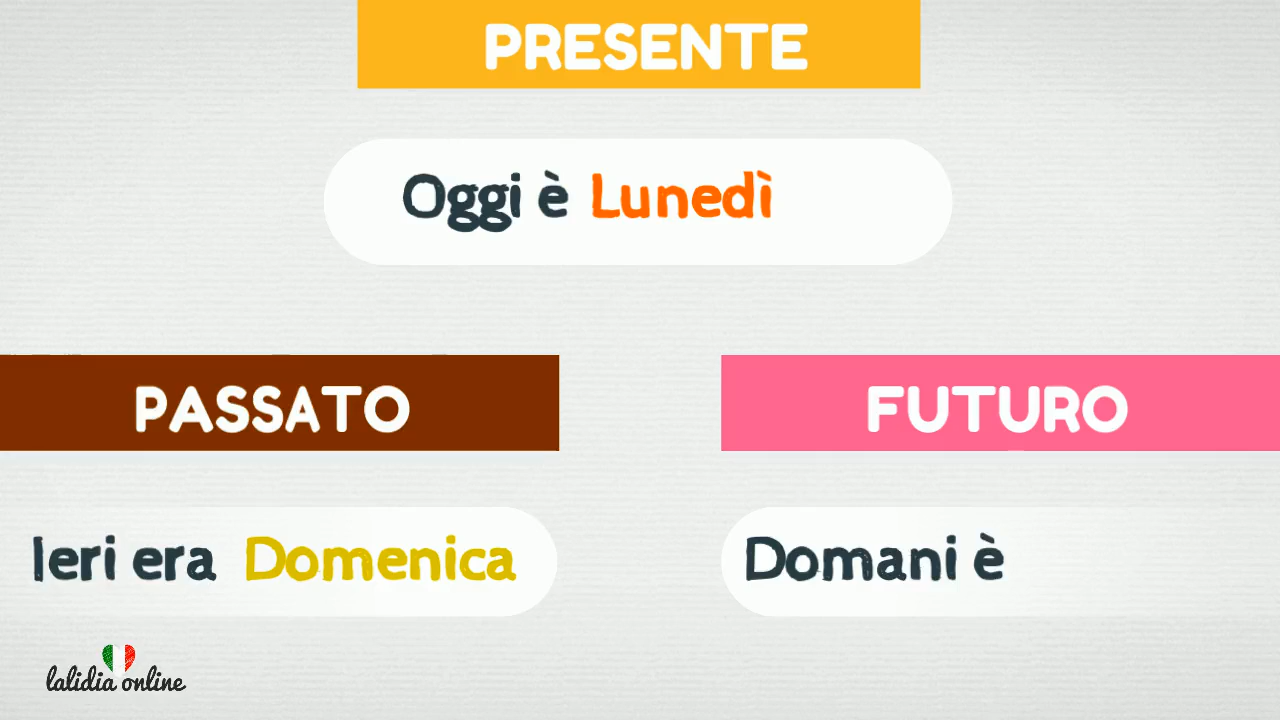 PRESENTE
Oggi è Lunedì
PASSATO
Ieri era Domenica
FUTURO
Domani è
lalidia online